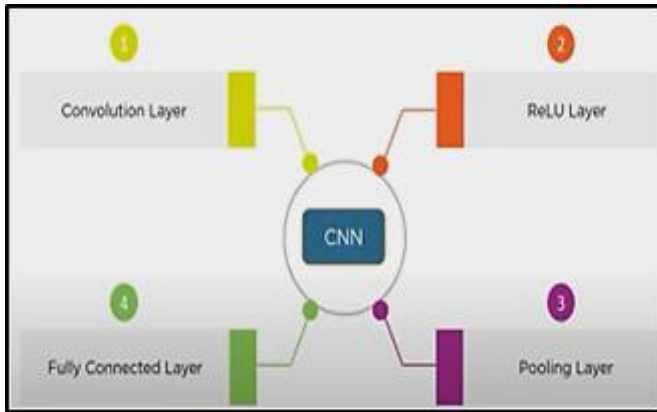 1
2
Convolution Layer
ReLU Layer
CNN
4
3
Fully Connected Layer
Pooling Layer